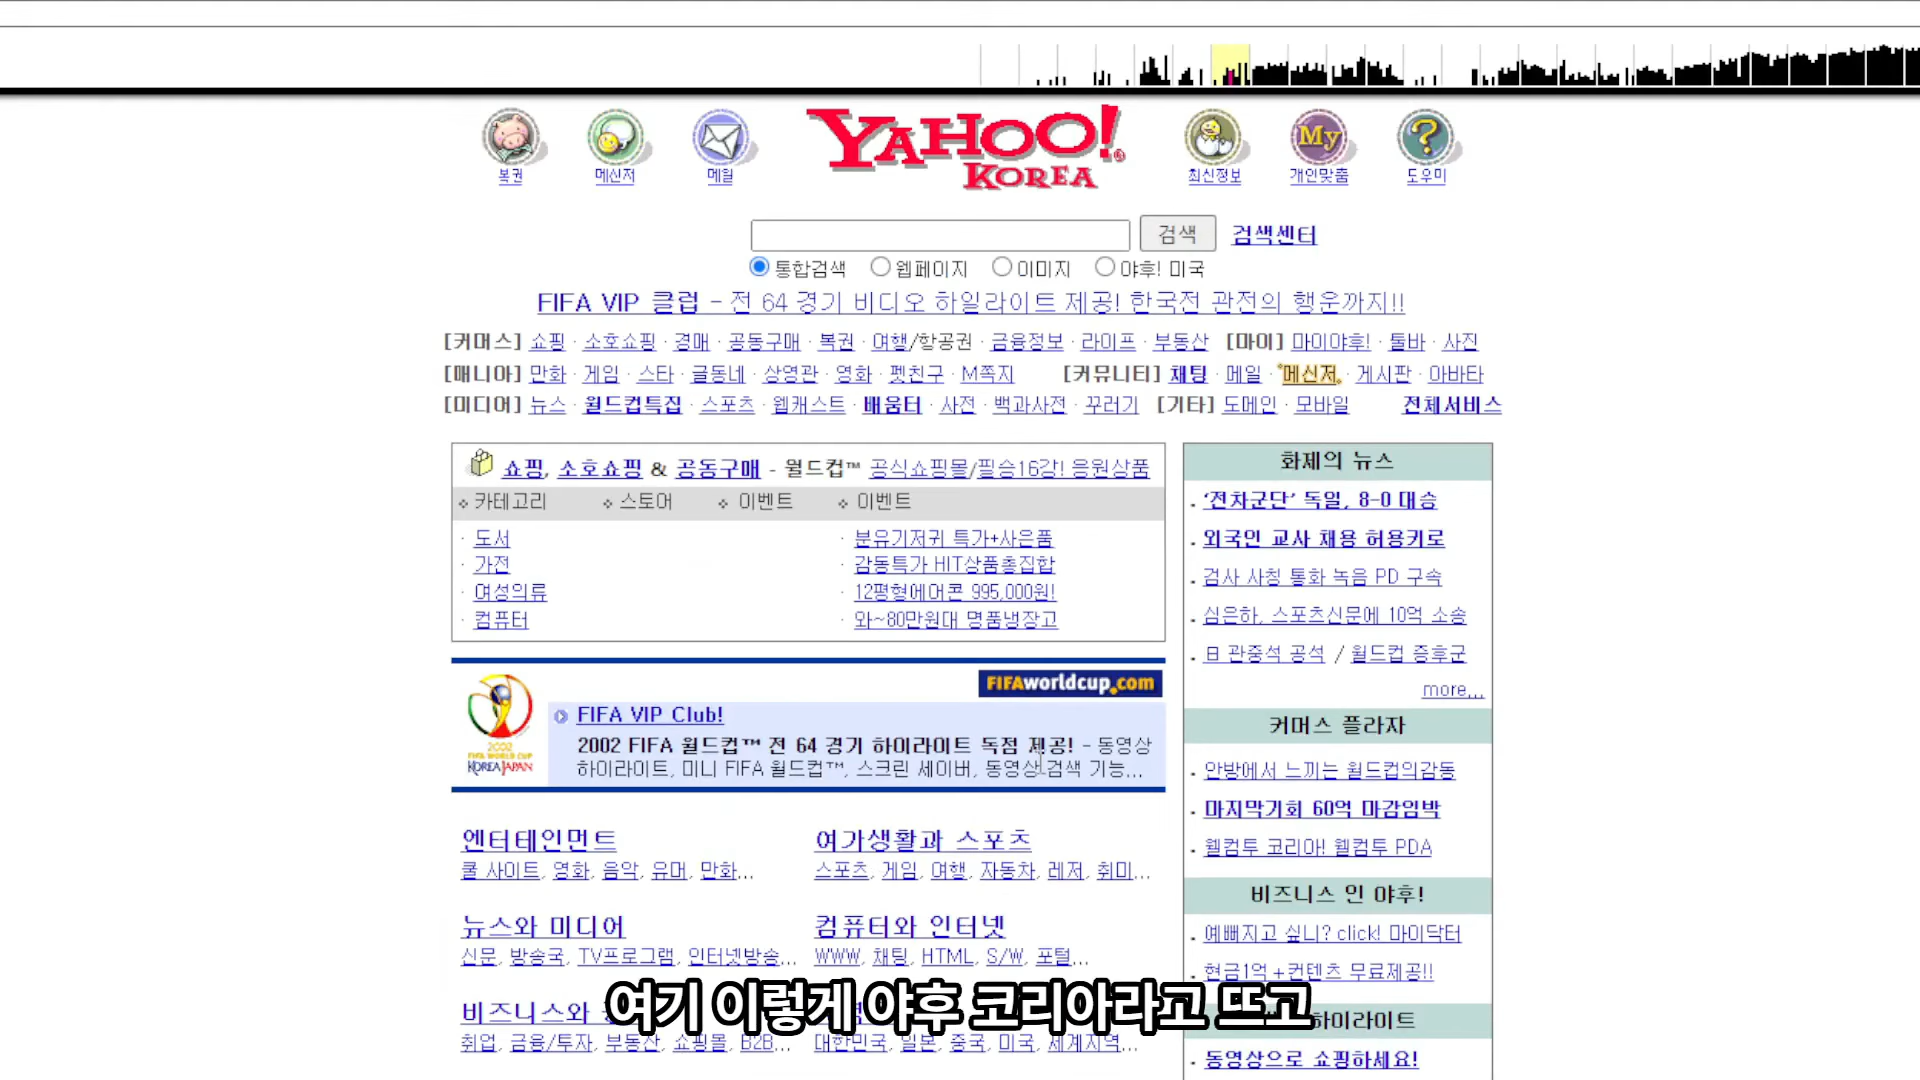 YAHOO!
KOREA
복권
메신저
메일
My
최신정보
개인맞춤
?
도우미
검색
검색센터
통합검색 웹페이지 이미지 야후! 미국
FIFA VIP 클럽 - 전 64 경기 비디오 하일라이트 제공! 한국전 관전의 행운까지!!
[커머스] 쇼핑 · 소호쇼핑 · 경매 · 공동구매 · 복권 · 여행/항공권 · 금융정보 · 라이프 · 부동산 [마이] 마이야후! · 툴바 · 사진
[매니아] 만화 · 게임 · 스타 · 글동네 · 상영관 · 영화 · 펫친구 · M쪽지 [커뮤니티] 채팅 · 메일 · 메신저 · 게시판 · 아바타
[미디어] 뉴스 · 월드컵특집 · 스포츠 · 웹캐스트 · 배움터 · 사전 · 백과사전 · 꾸러기 [기타] 도메인 · 모바일 전체서비스
쇼핑, 소호쇼핑 & 공동구매 - 월드컵™ 공식쇼핑몰/필승16강! 응원상품
카테고리 스토어 이벤트 이벤트
· 도서
· 가전
· 여성의류
· 컴퓨터
· 분유기저귀 특가+사은품
· 감동특가 HIT상품총집합
· 12평형에어콘 995,000원!
· 와~80만원대 명품냉장고
2002
FIFA WORLD CUP
KOREA JAPAN
FIFAworldcup.com
FIFA VIP Club!
2002 FIFA 월드컵™ 전 64 경기 하이라이트 독점 제공! - 동영상
하이라이트, 미니 FIFA 월드컵™, 스크린 세이버, 동영상 검색 기능...
엔터테인먼트
쿨 사이트, 영화, 음악, 유머, 만화...
여가생활과 스포츠
스포츠, 게임, 여행, 자동차, 레저, 취미...
뉴스와 미디어
신문, 방송국, TV프로그램, 인터넷방송...
컴퓨터와 인터넷
WWW, 채팅, HTML, S/W, 포털...
비즈니스와
취업, 금융/투자, 부동산, 쇼핑몰, B2B...
대한민국, 일본, 중국, 미국, 세계지역...
화제의 뉴스
. '전차군단' 독일, 8-0 대승
. 외국인 교사 채용 허용키로
. 검사 사칭 통화 녹음 PD 구속
. 심은하, 스포츠신문에 10억 소송
. 日 관중석 공석 / 월드컵 증후군
more...
커머스 플라자
. 안방에서 느끼는 월드컵의감동
. 마지막기회 60억 마감임박
. 웰컴투 코리아! 웰컴투 PDA
비즈니스 인 야후!
. 예뻐지고 싶니? click! 마이닥터
. 현금1억+컨텐츠 무료제공!!
하이라이트
. 동영상으로 쇼핑하세요!
여기 이렇게 야후 코리아라고 뜨고